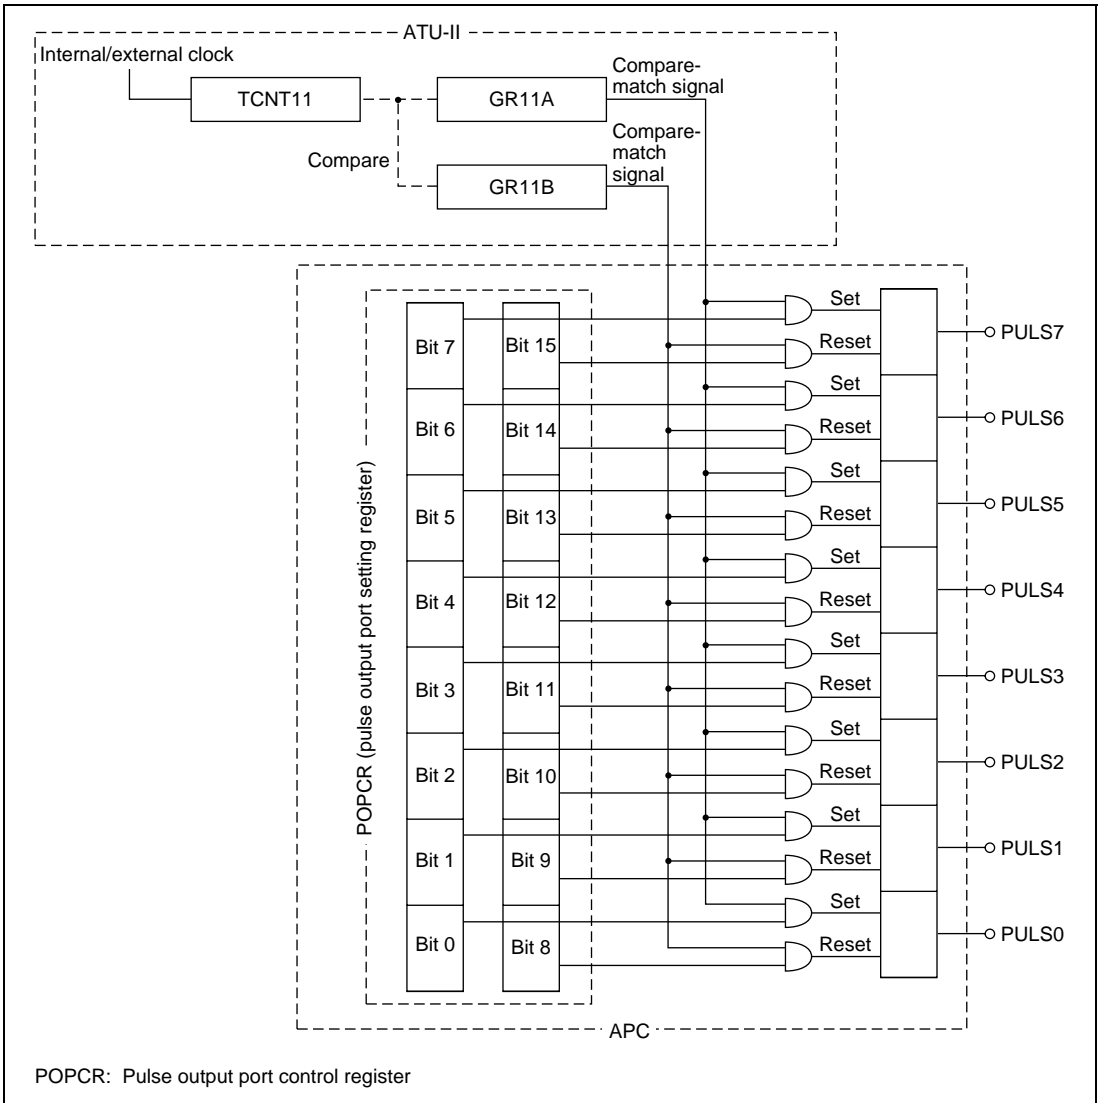 ATU-II
Internal/external clock
TCNT11
GR11A
Compare-
match signal
Compare
GR11B
Compare-
match
signal
POPCR (pulse output port setting register)
Bit 7
Bit 15
Set
Reset
PULS7
Bit 6
Bit 14
Set
Reset
PULS6
Bit 5
Bit 13
Set
Reset
PULS5
Bit 4
Bit 12
Set
Reset
PULS4
Bit 3
Bit 11
Set
Reset
PULS3
Bit 2
Bit 10
Set
Reset
PULS2
Bit 1
Bit 9
Set
Reset
PULS1
Bit 0
Bit 8
Set
Reset
PULS0
APC
POPCR: Pulse output port control register